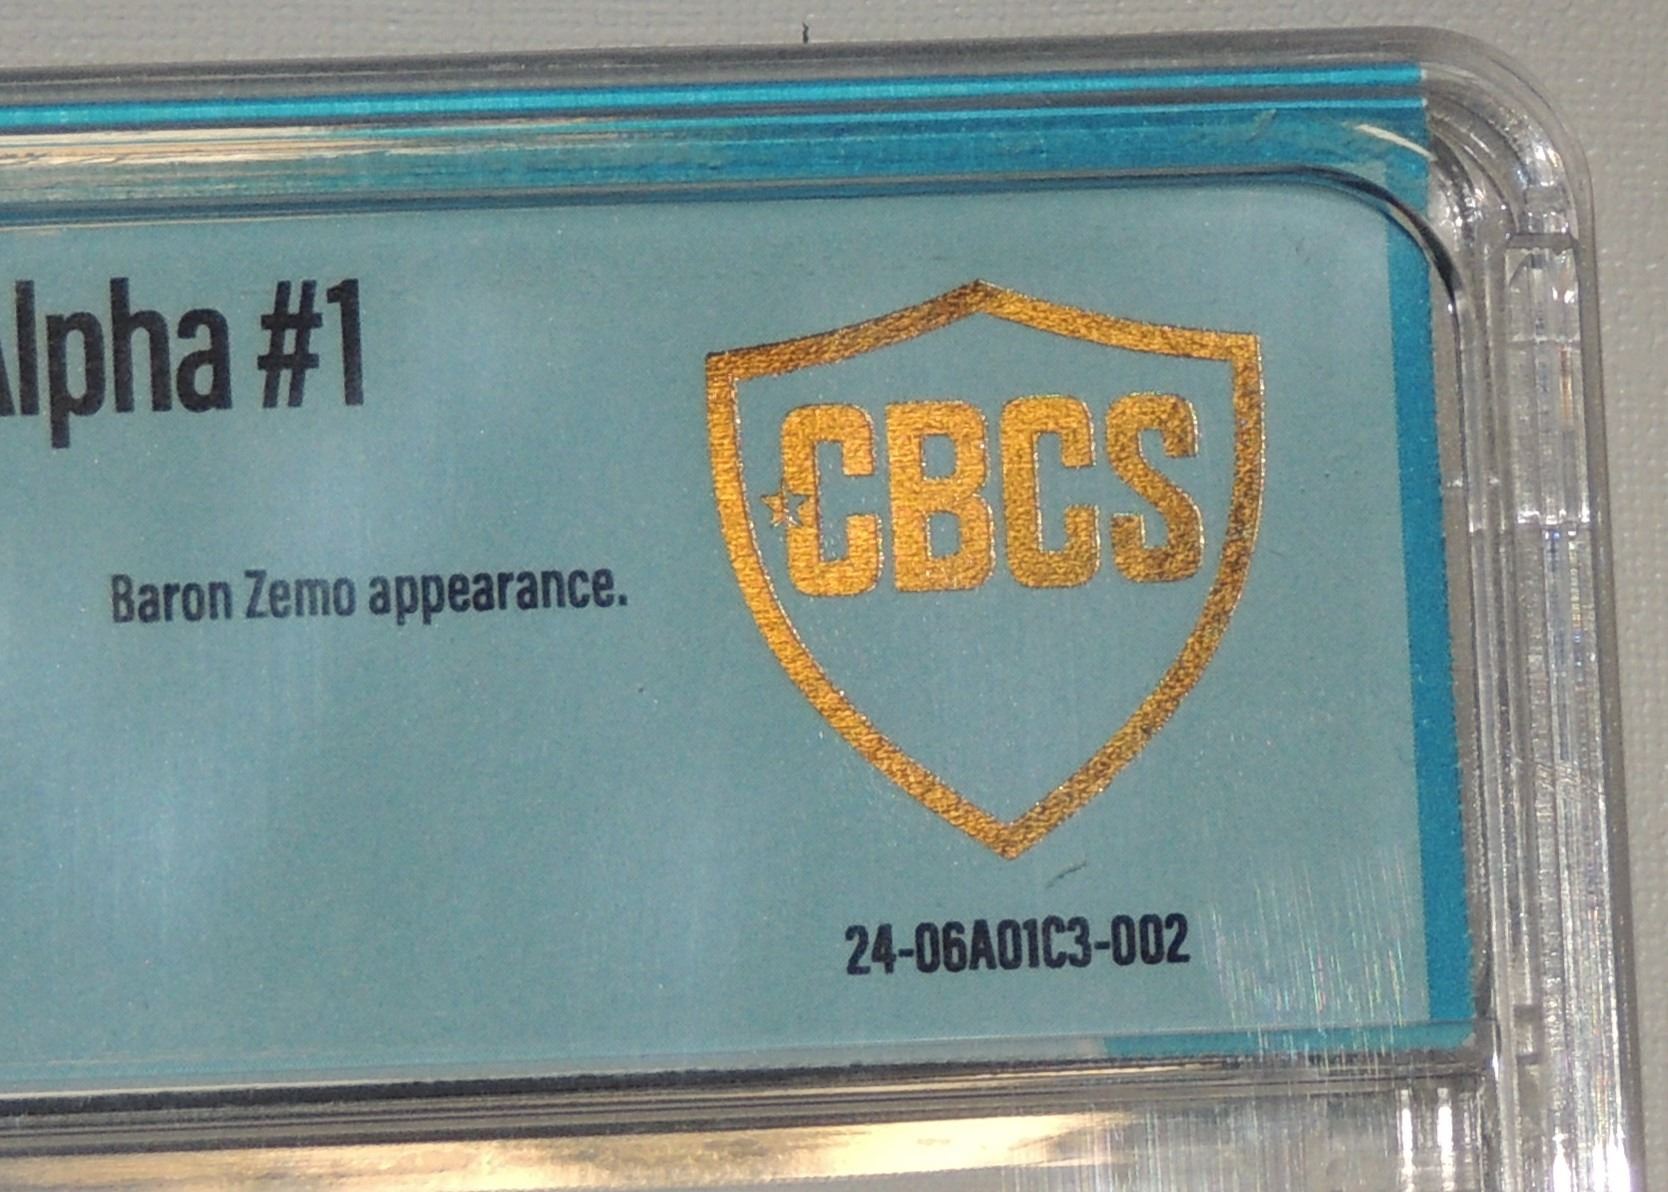 Alpha #1
CBCS
Baron Zemo appearance.
24-06A01C3-002